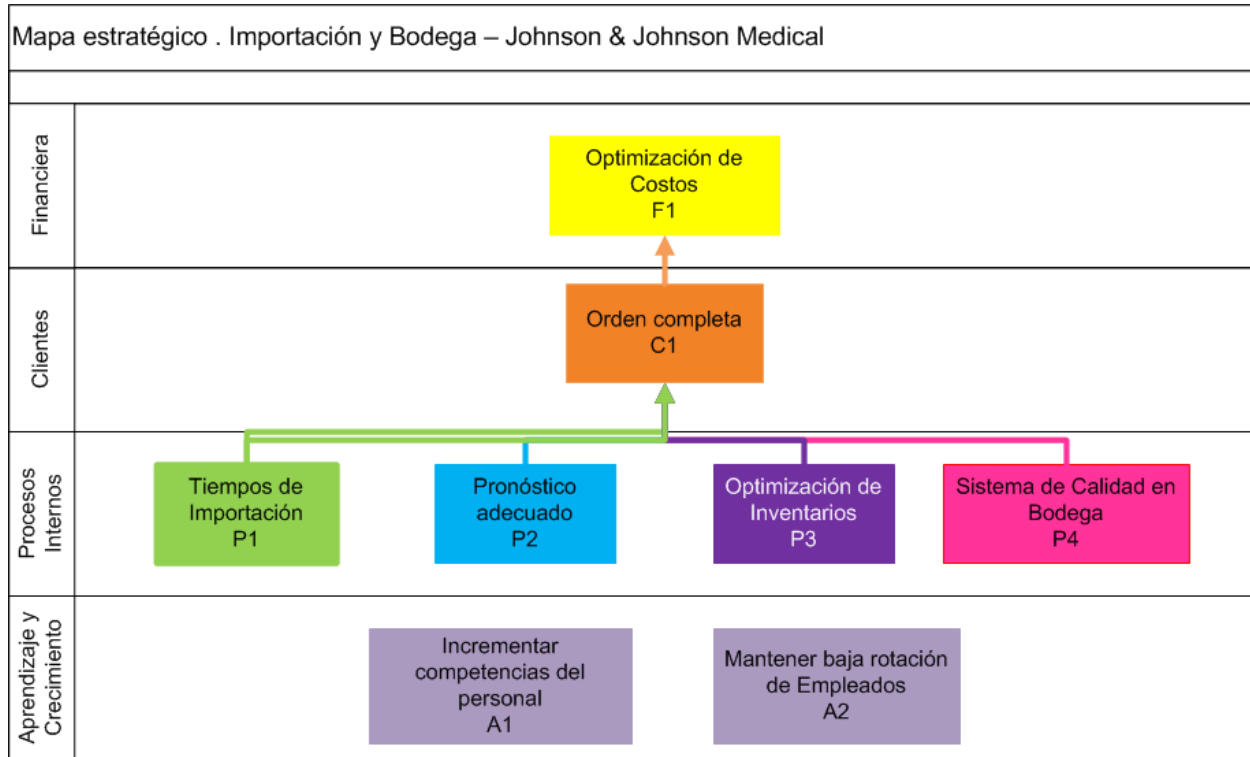 Mapa estratégico . Importación y Bodega – Johnson & Johnson Medical
Financiera
Optimización de
Costos
F1
Clientes
Orden completa
C1
Procesos
Internos
Tiempos de
Importación
P1
Pronóstico
adecuado
P2
Optimización de
Inventarios
P3
Sistema de Calidad en
Bodega
P4
Aprendizaje y
Crecimiento
Incrementar
competencias del
personal
A1
Mantener baja rotación
de Empleados
A2